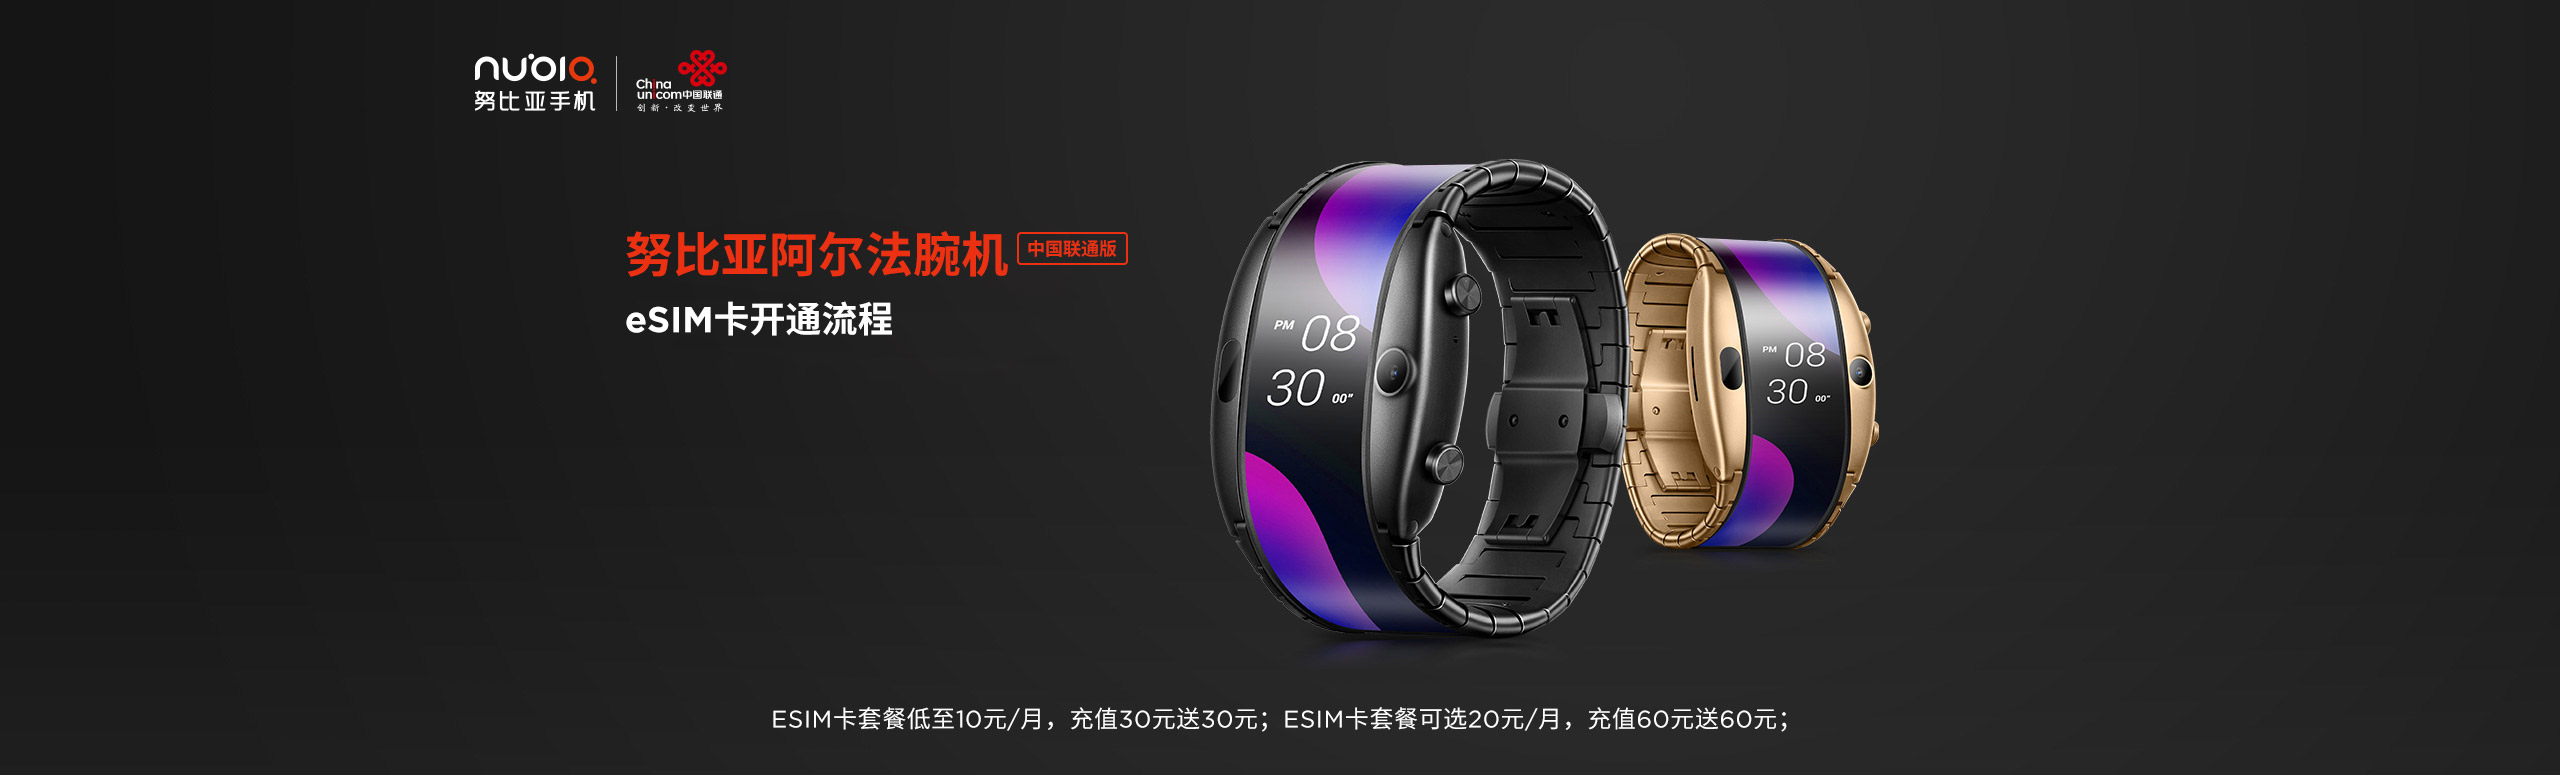 nubia
努比亚手机
China
unicom中国联通
创新·改变世界
努比亚阿尔法腕机 中国联通版
eSIM卡开通流程
PM 08
30 00"
PM 08
30 00"
ESIM卡套餐低至10元/月，充值30元送30元；ESIM卡套餐可选20元/月，充值60元送60元；